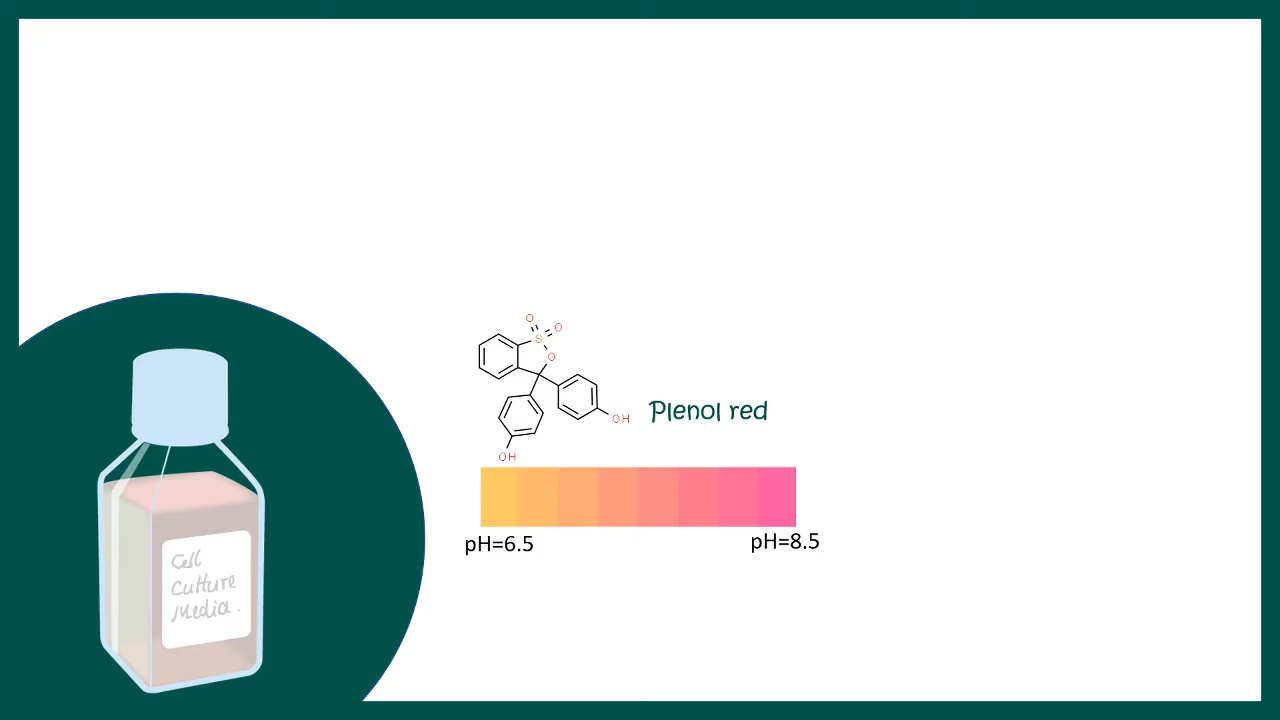 O
O
S
O
OH
OH
Plenol red
pH=6.5
pH=8.5
Cell
culture
Media.